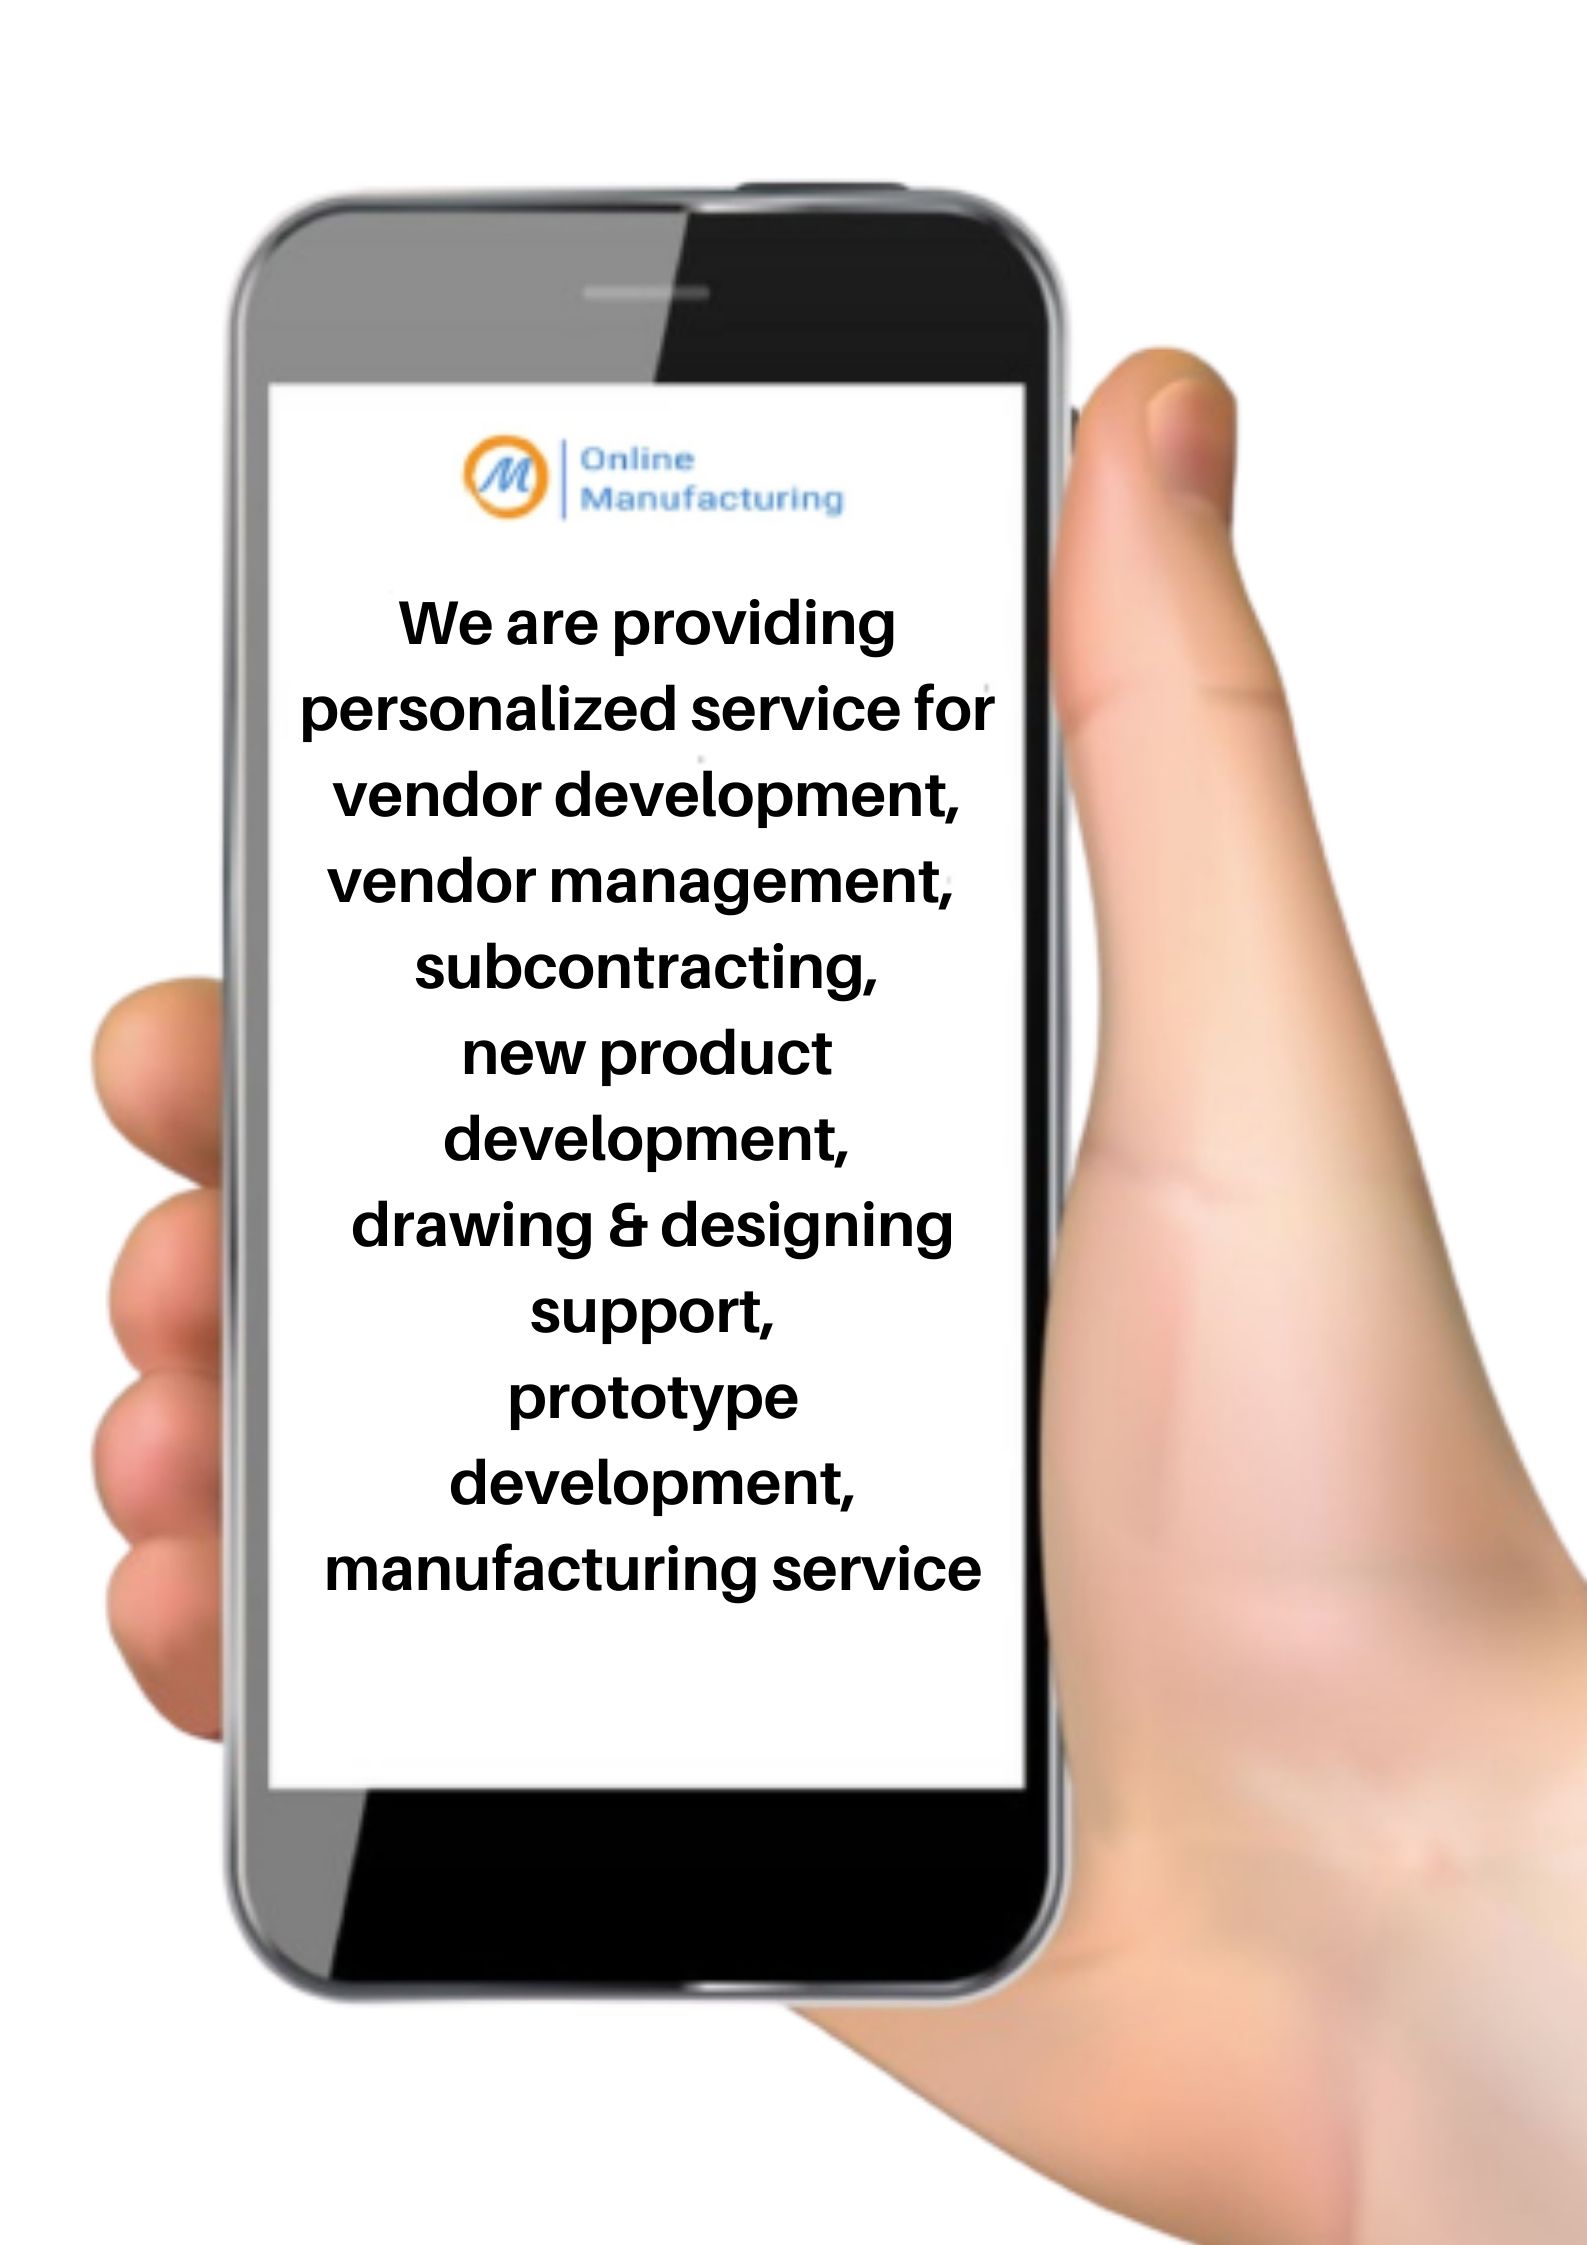 M
Online
Manufacturing
We are providing
personalized service for
vendor development,
vendor management,
subcontracting,
new product
development,
drawing & designing
support,
prototype
development,
manufacturing service